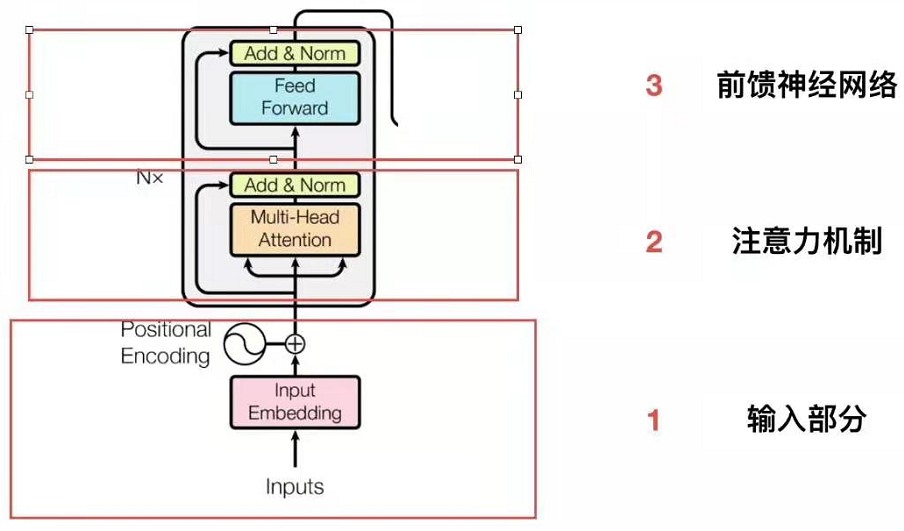 Add & Norm
Feed
Forward
3 前馈神经网络
N×
Add & Norm
Multi-Head
Attention
2 注意力机制
Positional
Encoding
Input
Embedding
1 输入部分
Inputs